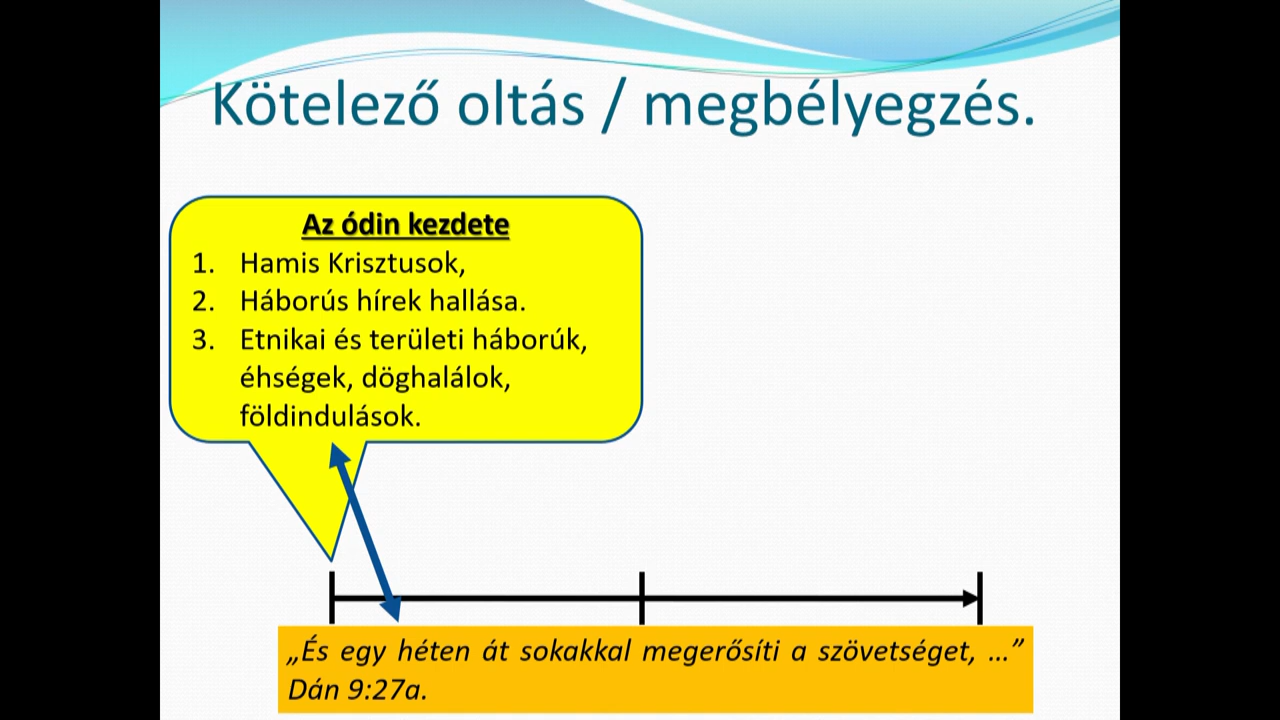 Kötelező oltás / megbélyegzés.
Az ódin kezdete
1. Hamis Krisztusok,
2. Háborús hírek hallása.
3. Etnikai és területi háborúk,
éhségek, döghalálok,
földindulások.
„És egy héten át sokakkal megerősíti a szövetséget, …”
Dán 9:27a.